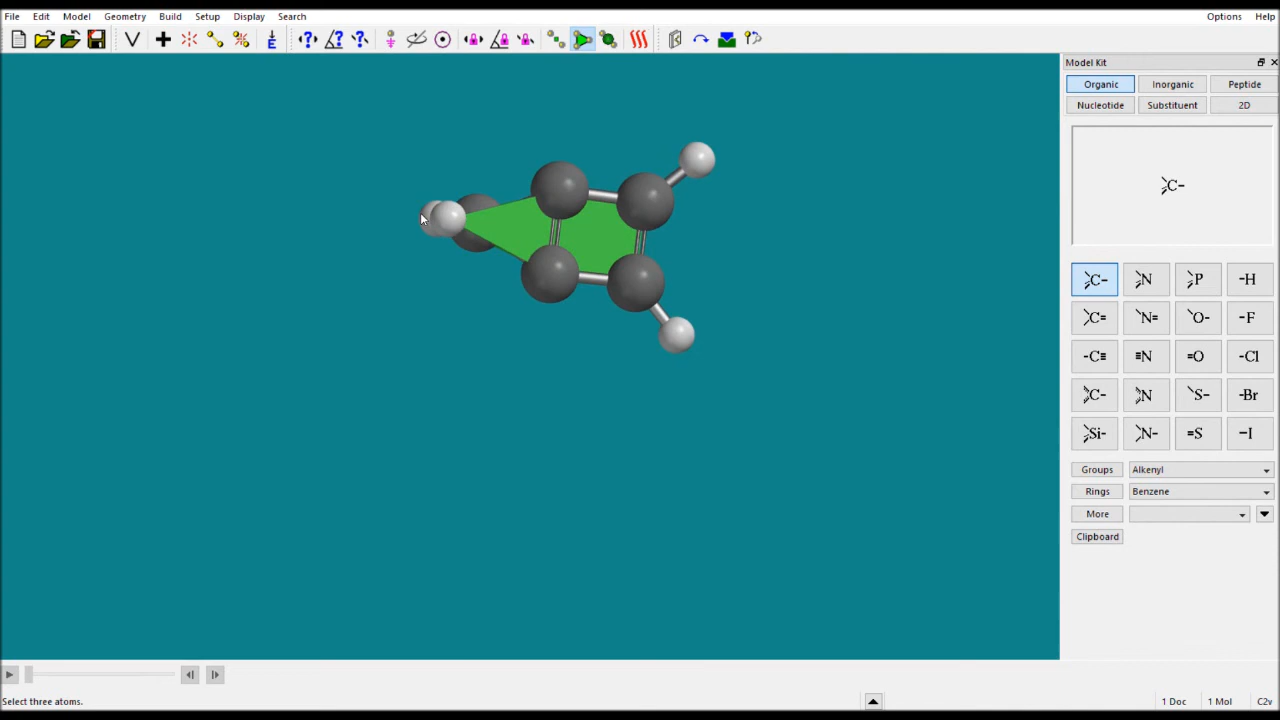 File Edit Model Geometry Build Setup Display Search Options Help
Model Kit
Organic Inorganic Peptide
Nucleotide Substituent 2D
C-
C- N P -H
C= N= O- -F
-C≡ ≡N =O -Cl
C- N S- -Br
Si- N- =S -I
Groups Alkenyl
Rings Benzene
More
Clipboard
Select three atoms. 1 Doc 1 Mol C2v